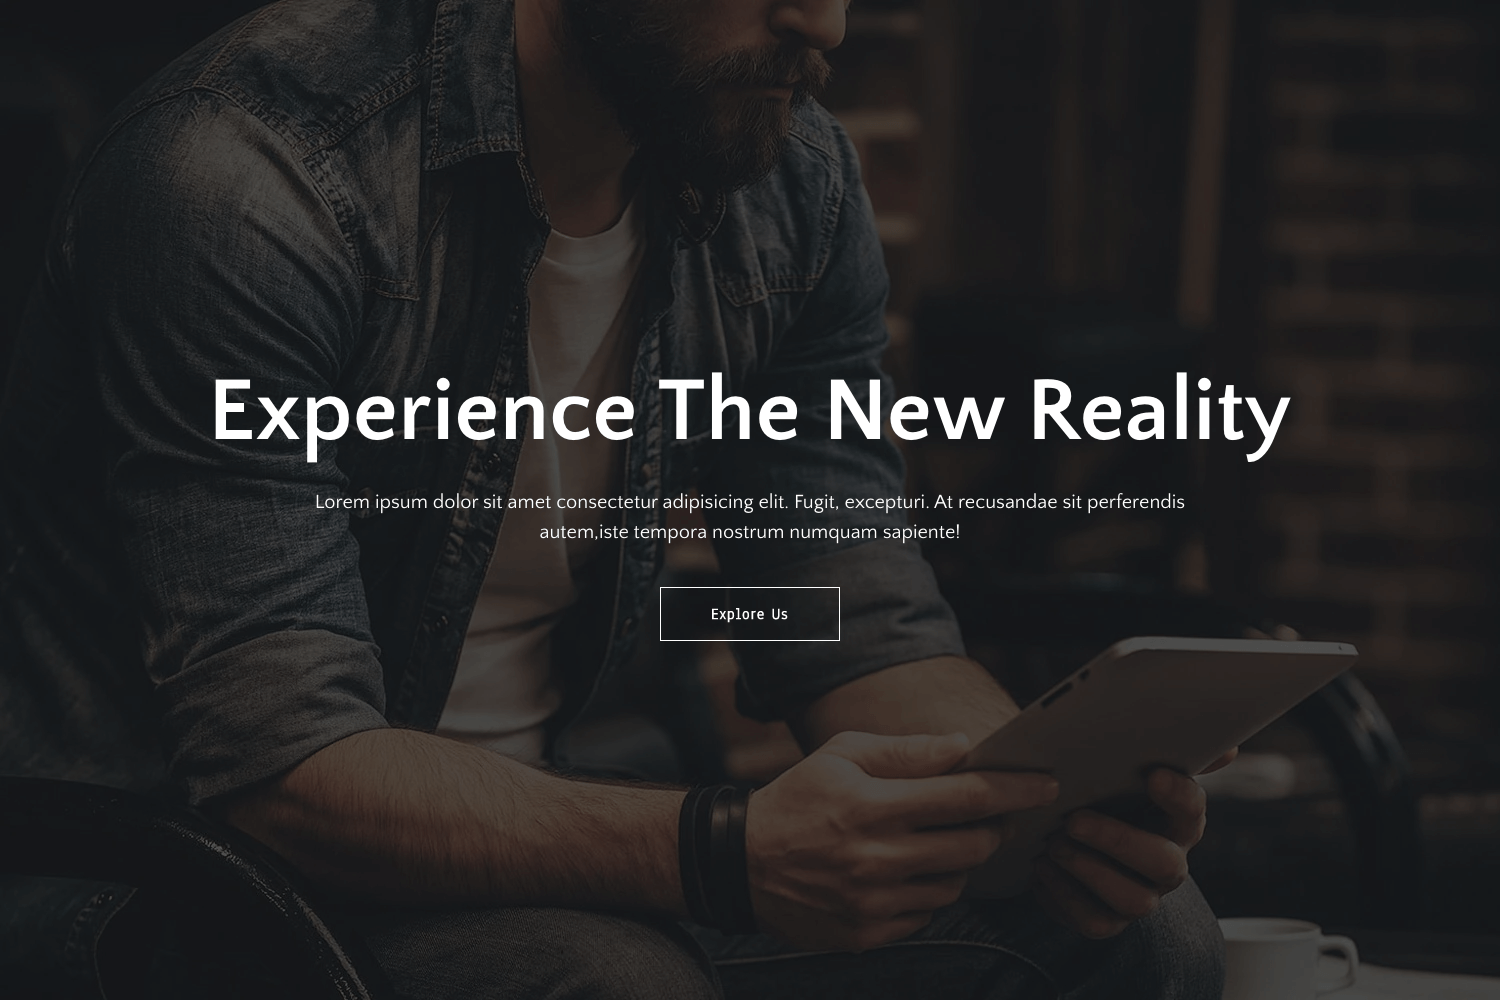 Experience The New Reality
Lorem ipsum dolor sit amet consectetur adipisicing elit. Fugit, excepturi. At recusandae sit perferendis
autem,iste tempora nostrum numquam sapiente!
Explore Us